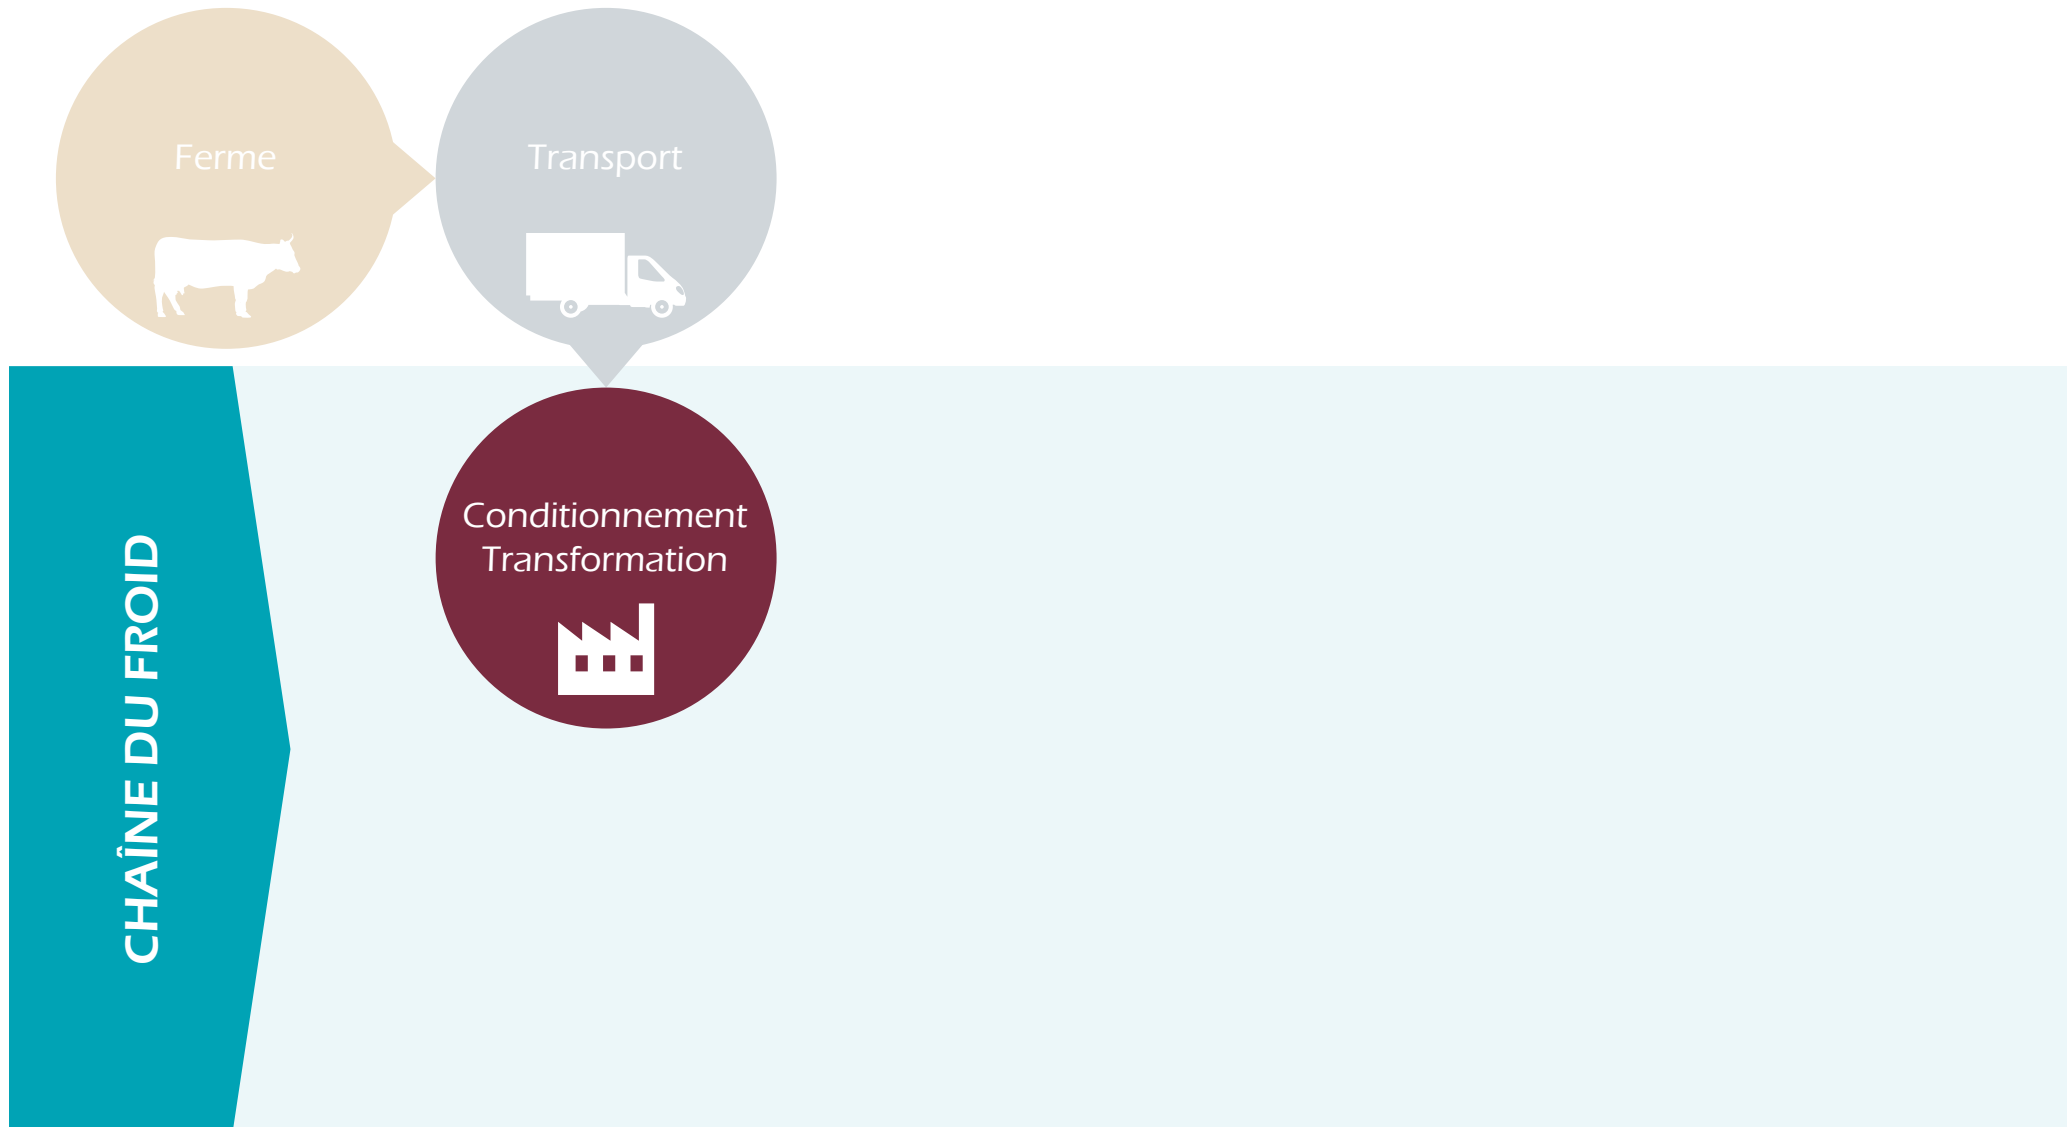 Ferme
Transport
Conditionnement
Transformation
CHAÎNE DU FROID